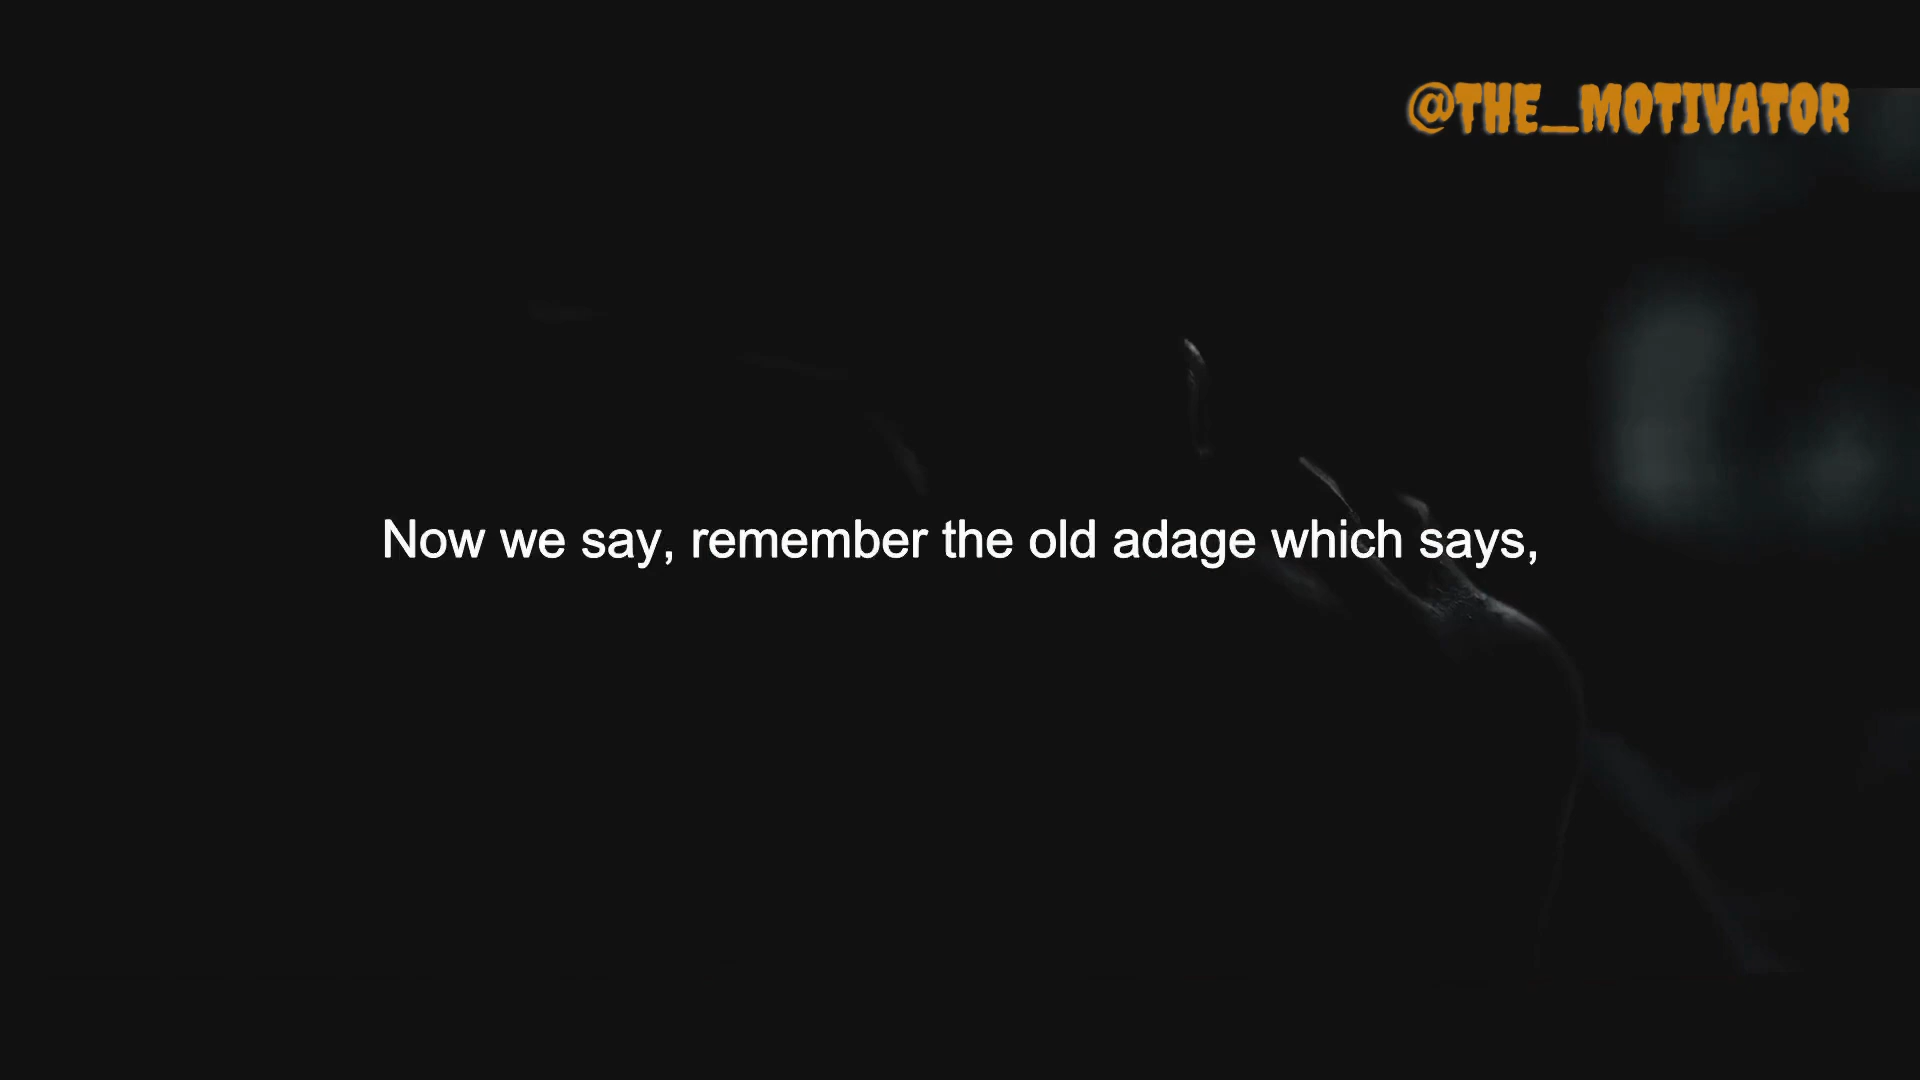 @THE_MOTIVATOR
Now we say, remember the old adage which says,